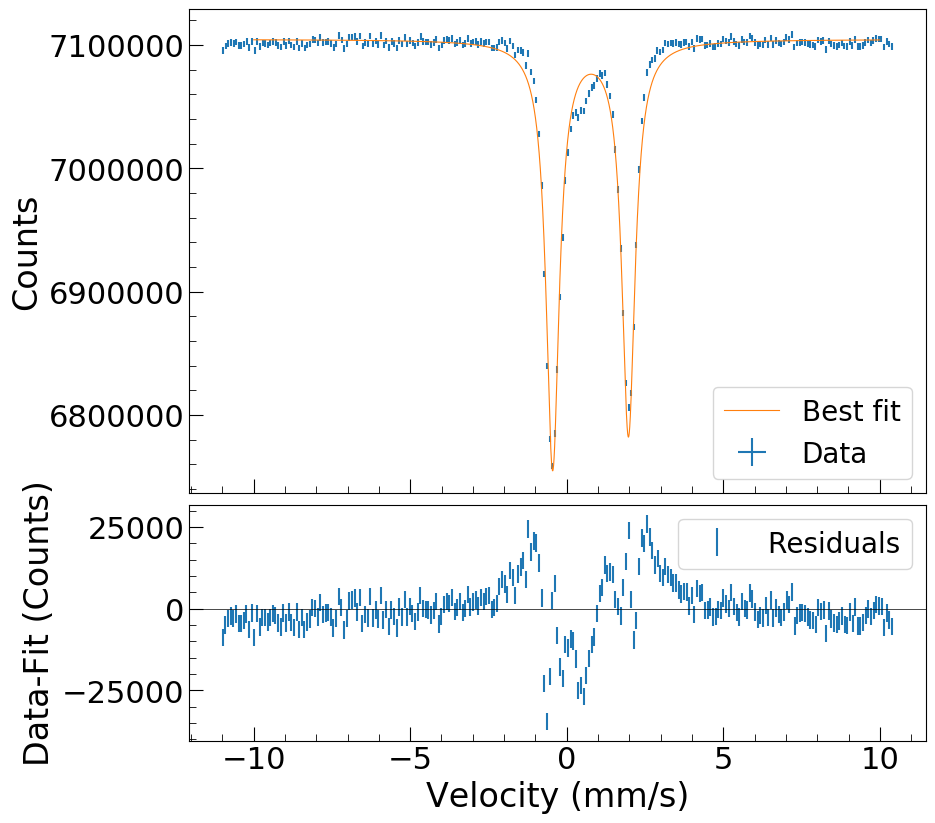 Counts
7100000
7000000
6900000
6800000
Best fit
Data
Data-Fit (Counts)
25000
0
−25000
Residuals
−10
−5
0
5
10
Velocity (mm/s)